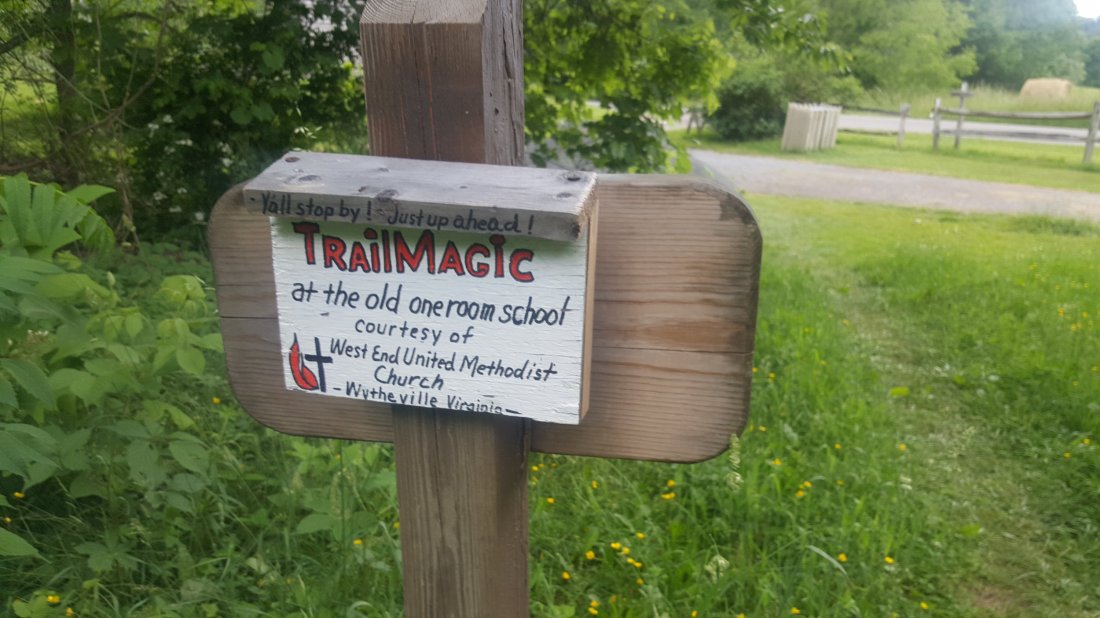 Y'all stop by! Just up ahead!
TrailMagic
at the old one room school
courtesy of
West End United Methodist
Church
- Wytheville Virginia -